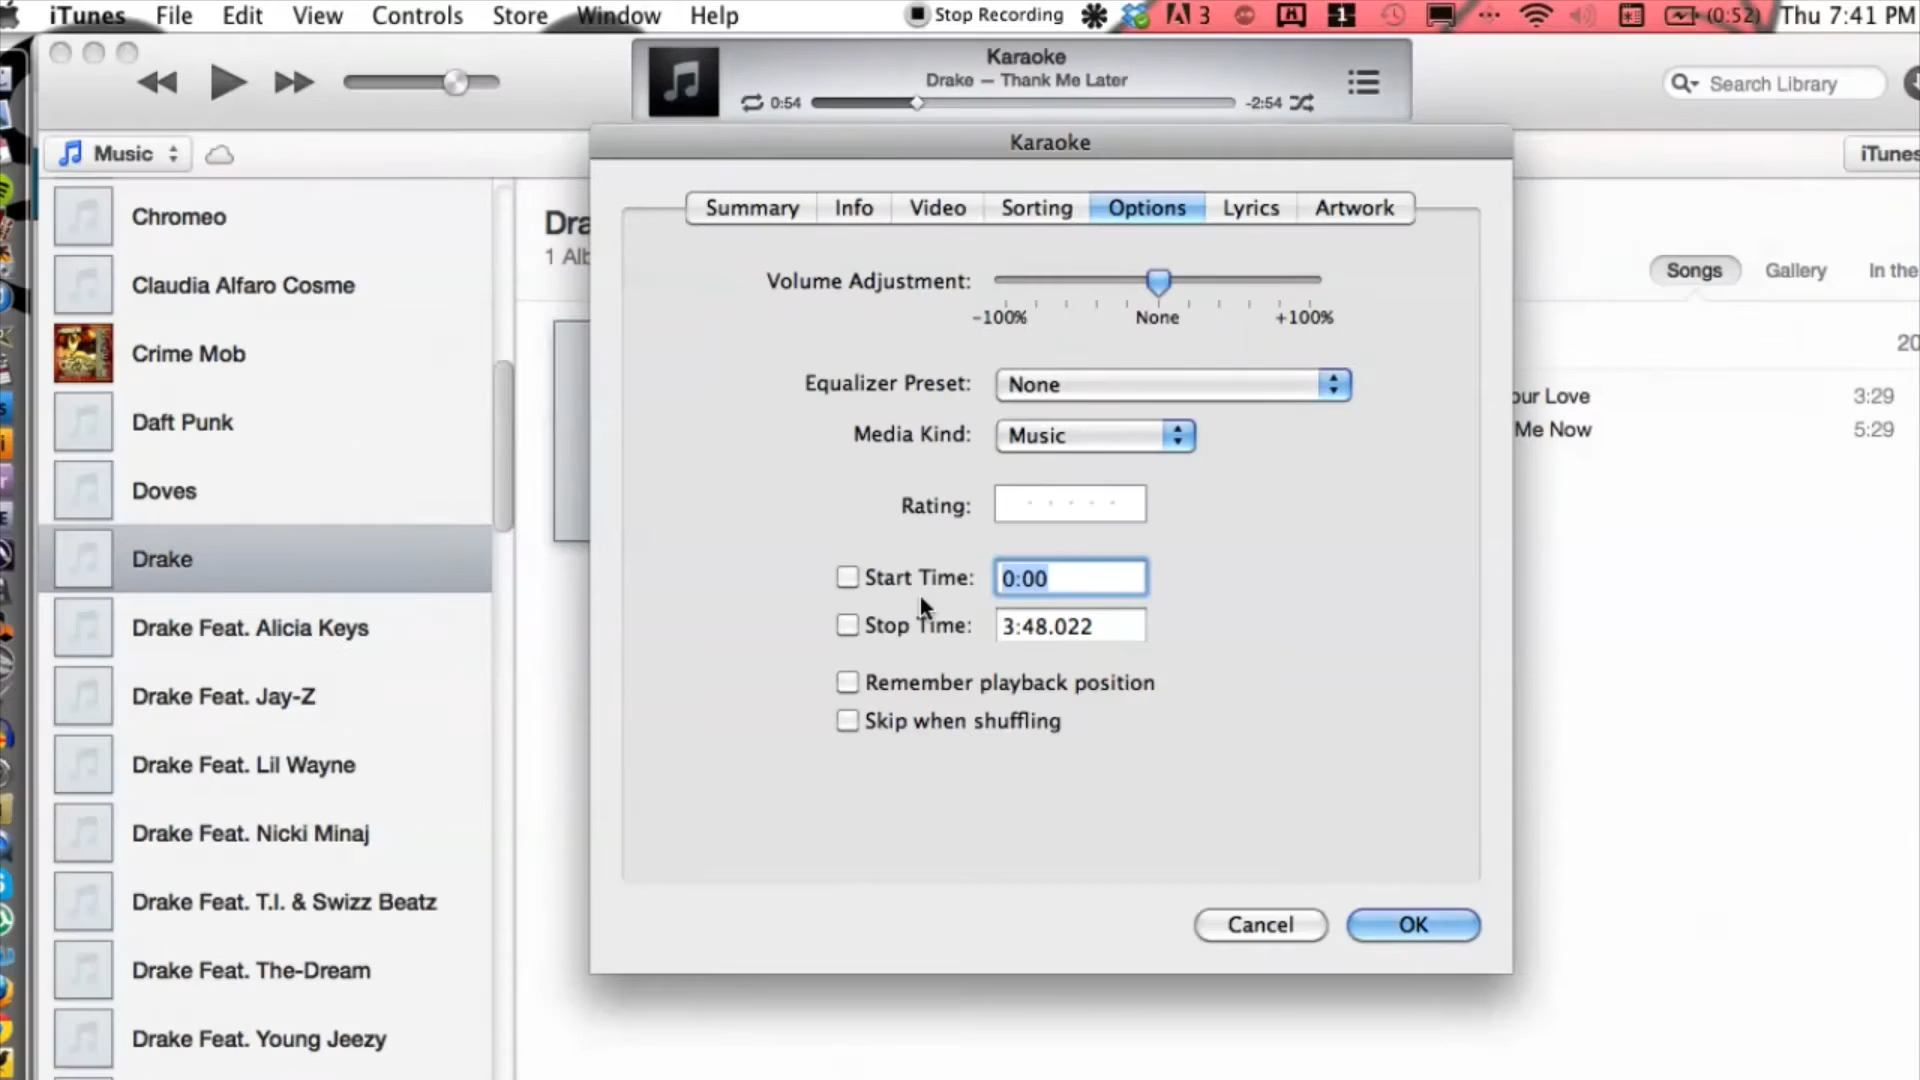 iTunes File Edit View Controls Store Window Help Stop Recording 3 1 (0:52) Thu 7:41 PM
Karaoke
Drake — Thank Me Later
0:54 -2:54
Search Library
Music
iTunes
Karaoke
Summary Info Video Sorting Options Lyrics Artwork
Chromeo
Claudia Alfaro Cosme
Crime Mob
Daft Punk
Doves
Drake
Drake Feat. Alicia Keys
Drake Feat. Jay-Z
Drake Feat. Lil Wayne
Drake Feat. Nicki Minaj
Drake Feat. T.I. & Swizz Beatz
Drake Feat. The-Dream
Drake Feat. Young Jeezy
Dra
1 Alb
Volume Adjustment:
-100% None +100%
Equalizer Preset: None
Media Kind: Music
Rating:
Start Time: 0:00
Stop Time: 3:48.022
Remember playback position
Skip when shuffling
Cancel OK
Songs Gallery In the
20
our Love 3:29
Me Now 5:29